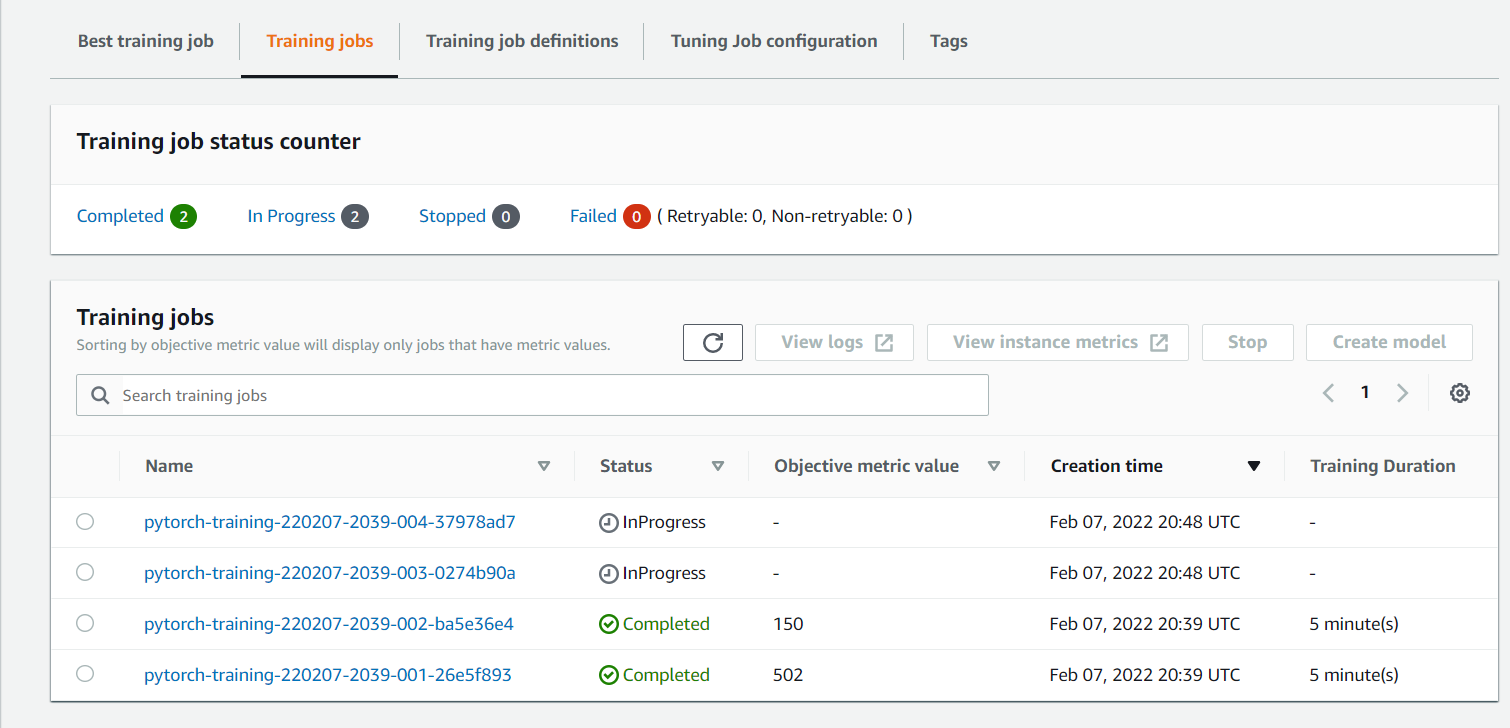 Best training job Training jobs Training job definitions Tuning Job configuration Tags
Training job status counter
Completed 2 In Progress 2 Stopped 0 Failed 0 ( Retryable: 0, Non-retryable: 0 )
Training jobs
Sorting by objective metric value will display only jobs that have metric values.
View logs View instance metrics Stop Create model
Search training jobs
1
Name Status Objective metric value Creation time Training Duration
pytorch-training-220207-2039-004-37978ad7 InProgress - Feb 07, 2022 20:48 UTC -
pytorch-training-220207-2039-003-0274b90a InProgress - Feb 07, 2022 20:48 UTC -
pytorch-training-220207-2039-002-ba5e36e4 Completed 150 Feb 07, 2022 20:39 UTC 5 minute(s)
pytorch-training-220207-2039-001-26e5f893 Completed 502 Feb 07, 2022 20:39 UTC 5 minute(s)